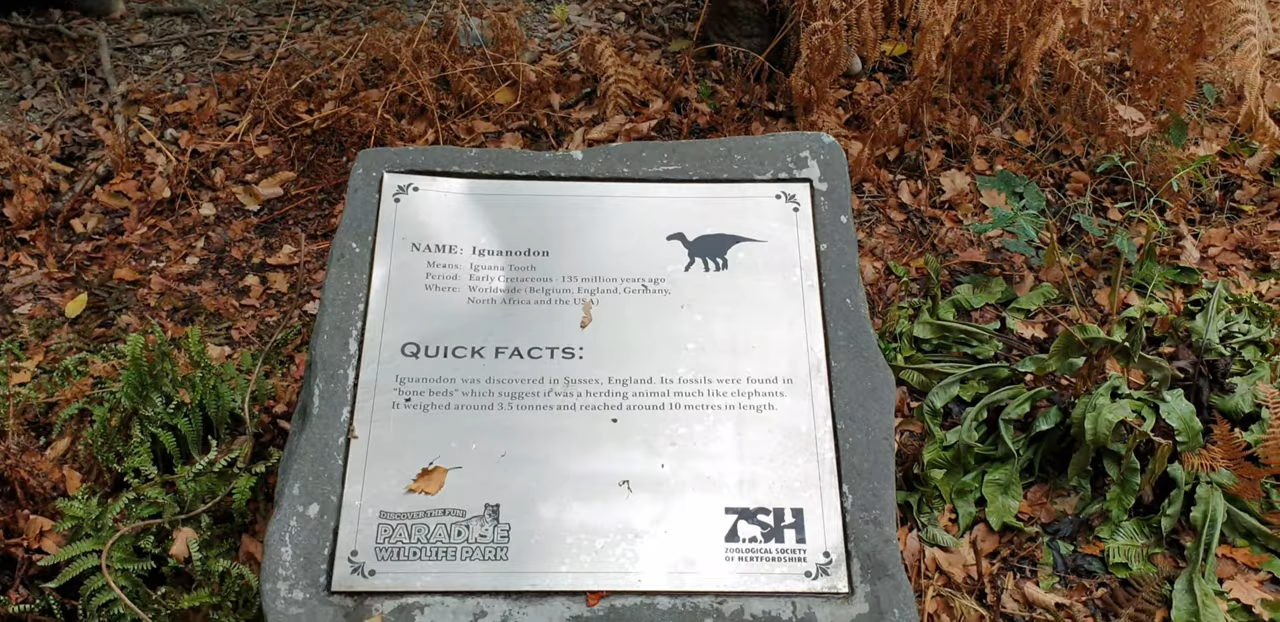 NAME: Iguanodon
Means: Iguana Tooth
Period: Early Cretaceous - 135 million years ago
Where: Worldwide (Belgium, England, Germany,
North Africa and the USA)
QUICK FACTS:
Iguanodon was discovered in Sussex, England. Its fossils were found in
"bone beds" which suggest it was a herding animal much like elephants.
It weighed around 3.5 tonnes and reached around 10 metres in length.
DISCOVER THE FUN!
PARADISE
WILDLIFE PARK
ZSH
ZOOLOGICAL SOCIETY
OF HERTFORDSHIRE